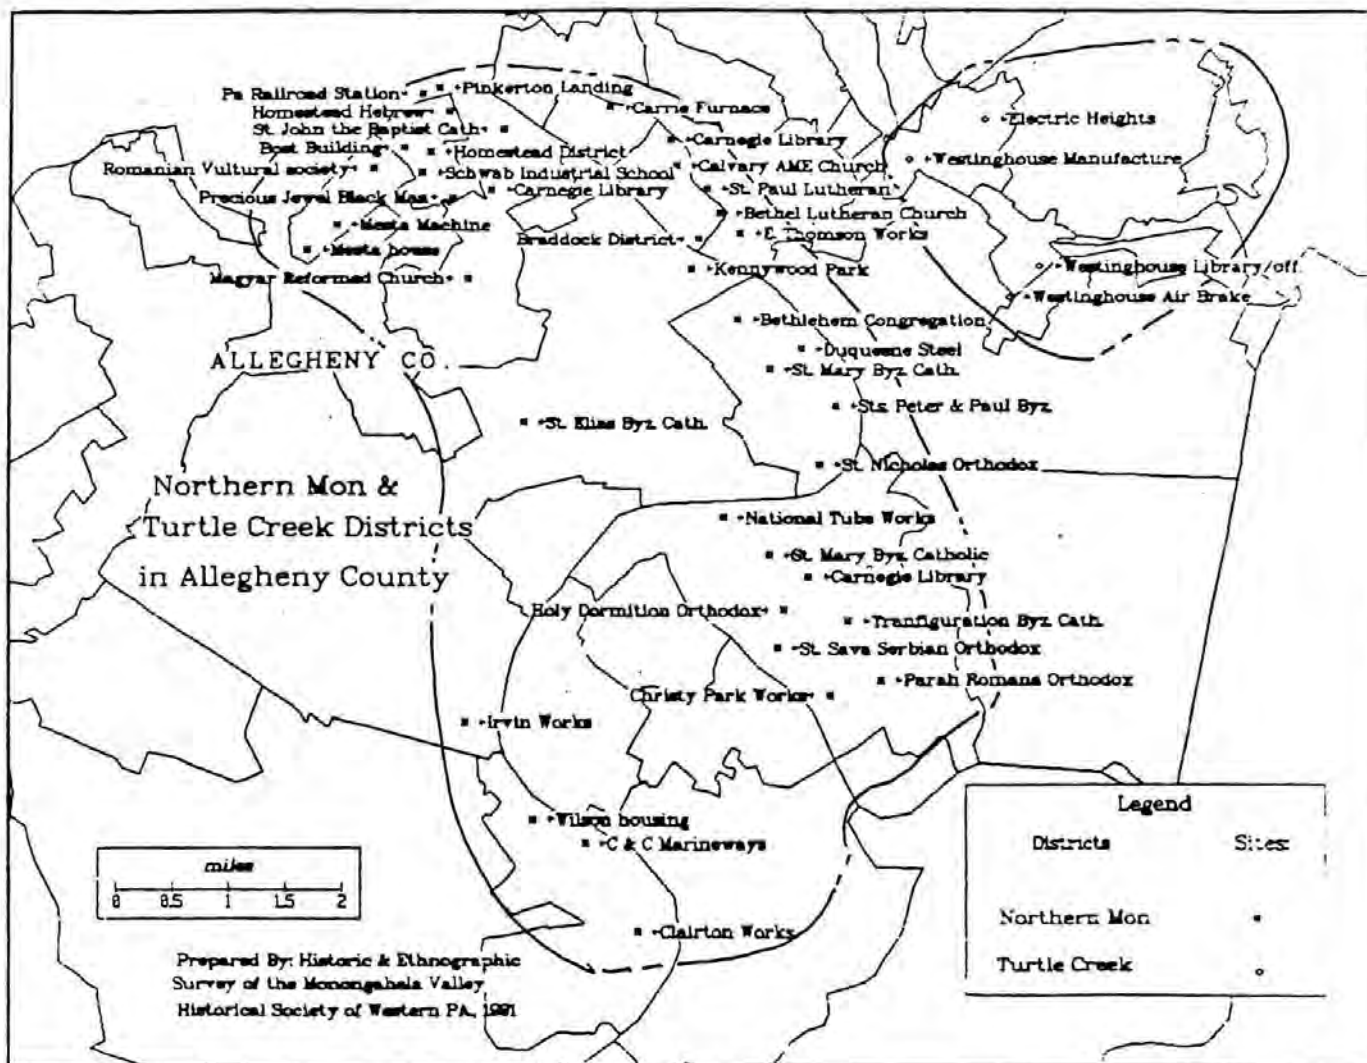 Pa Railroad Station
Pinkerton Landing
Homestead Hebrew
Carrie Furnace
St. John the Baptist Cath
Electric Heights
Bost Building
Homestead District
Carnegie Library
Romanian Vultural society
Schwab Industrial School
Calvary AME Church
Westinghouse Manufacture
Precious Jewel Black Man
Carnegie Library
St. Paul Lutheran
Mesta Machine
Bethel Lutheran Church
Mesta house
Braddock District
E. Thomson Works
Magyar Reformed Church
Kennywood Park
Westinghouse Library/off.
Westinghouse Air Brake
Bethlehem Congregation
ALLEGHENY CO.
Duquesne Steel
St. Mary Byz. Cath.
Sts. Peter & Paul Byz.
St. Elias Byz. Cath.
St. Nicholas Orthodox
Northern Mon &
Turtle Creek Districts
in Allegheny County
National Tube Works
St. Mary Byz. Catholic
Carnegie Library
Holy Dormition Orthodox
Tranfiguration Byz. Cath.
St. Sava Serbian Orthodox
Parah Romana Orthodox
Christy Park Works
Irvin Works
Wilson housing
C & C Marineways
Clairton Works
miles
0 0.5 1 1.5 2
Prepared By: Historic & Ethnographic
Survey of the Monongahela Valley
Historical Society of Western PA, 1991
Legend
Districts Sites
Northern Mon
Turtle Creek